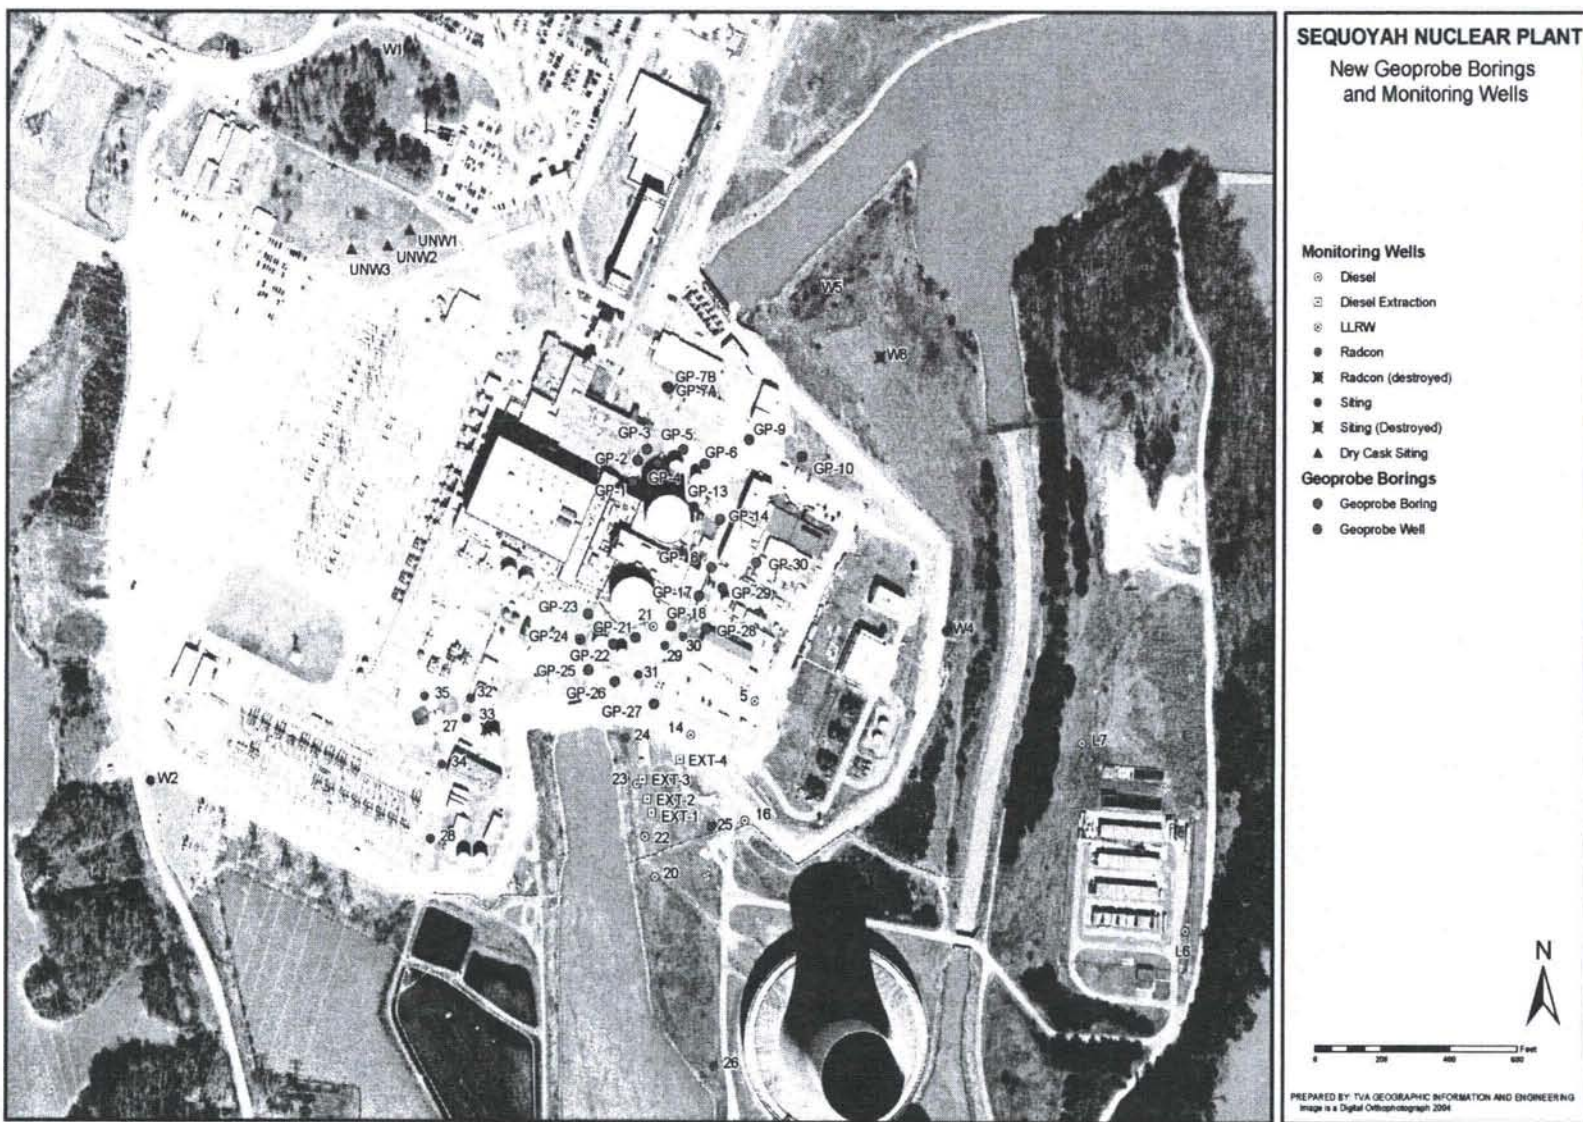 SEQUOYAH NUCLEAR PLANT
New Geoprobe Borings
and Monitoring Wells
Monitoring Wells
Diesel
Diesel Extraction
LLRW
Radcon
Radcon (destroyed)
Siting
Siting (Destroyed)
Dry Cask Siting
Geoprobe Borings
Geoprobe Boring
Geoprobe Well
N
0 200 400 600 Feet
PREPARED BY: TVA GEOGRAPHIC INFORMATION AND ENGINEERING
Image is a Digital Orthophotograph 2004
W1
UNW1
UNW2
UNW3
W5
W8
GP-7B
GP-7A
GP-9
GP-3
GP-5
GP-2
GP-6
GP-10
GP-4
GP-1
GP-13
GP-14
GP-16
GP-30
GP-17
GP-29
GP-23
21
GP-18
GP-24
GP-21
GP-28
W4
30
GP-22
29
GP-25
31
GP-26
35
32
5
GP-27
27
33
24
14
L7
34
EXT-4
W2
23
EXT-3
EXT-2
EXT-1
16
25
28
22
20
L6
26